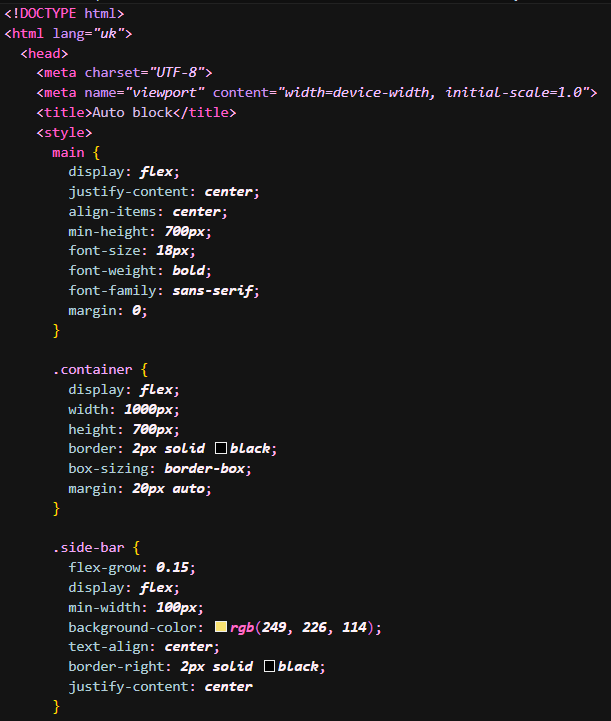 <!DOCTYPE html>
<html lang="uk">
  <head>
    <meta charset="UTF-8">
    <meta name="viewport" content="width=device-width, initial-scale=1.0">
    <title>Auto block</title>
    <style>
      main {
        display: flex;
        justify-content: center;
        align-items: center;
        min-height: 700px;
        font-size: 18px;
        font-weight: bold;
        font-family: sans-serif;
        margin: 0;
      }

      .container {
        display: flex;
        width: 1000px;
        height: 700px;
        border: 2px solid black;
        box-sizing: border-box;
        margin: 20px auto;
      }

      .side-bar {
        flex-grow: 0.15;
        display: flex;
        min-width: 100px;
        background-color: rgb(249, 226, 114);
        text-align: center;
        border-right: 2px solid black;
        justify-content: center
      }